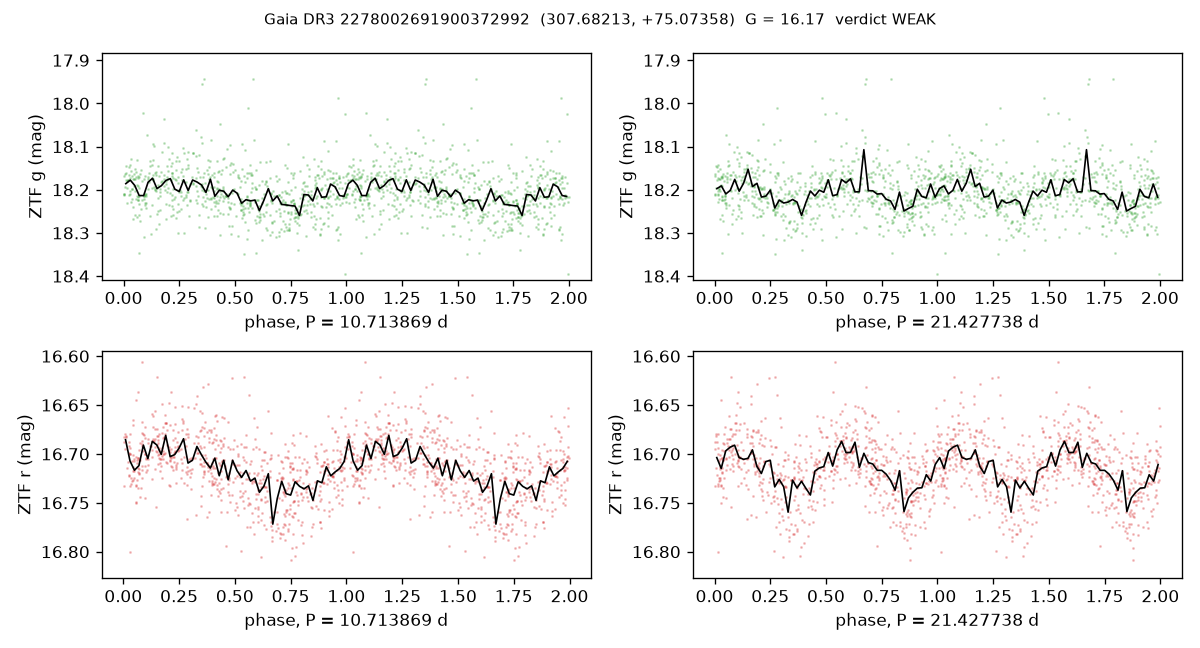 Gaia DR3 2278002691900372992 (307.68213, +75.07358) G = 16.17 verdict WEAK
ZTF g (mag)
17.9
18.0
18.1
18.2
18.3
18.4
0.00 0.25 0.50 0.75 1.00 1.25 1.50 1.75 2.00
phase, P = 10.713869 d
ZTF g (mag)
17.9
18.0
18.1
18.2
18.3
18.4
0.00 0.25 0.50 0.75 1.00 1.25 1.50 1.75 2.00
phase, P = 21.427738 d
ZTF r (mag)
16.60
16.65
16.70
16.75
16.80
0.00 0.25 0.50 0.75 1.00 1.25 1.50 1.75 2.00
phase, P = 10.713869 d
ZTF r (mag)
16.60
16.65
16.70
16.75
16.80
0.00 0.25 0.50 0.75 1.00 1.25 1.50 1.75 2.00
phase, P = 21.427738 d